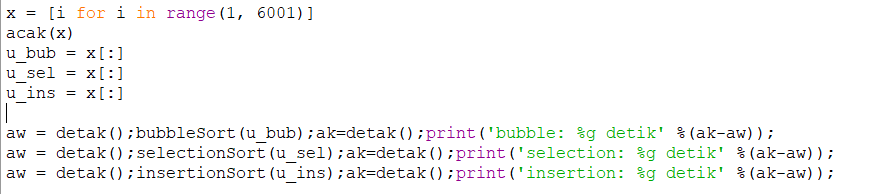 x = [i for i in range(1, 6001)]
acak(x)
u_bub = x[:]
u_sel = x[:]
u_ins = x[:]
aw = detak();bubbleSort(u_bub);ak=detak();print('bubble: %g detik' %(ak-aw));
aw = detak();selectionSort(u_sel);ak=detak();print('selection: %g detik' %(ak-aw));
aw = detak();insertionSort(u_ins);ak=detak();print('insertion: %g detik' %(ak-aw));